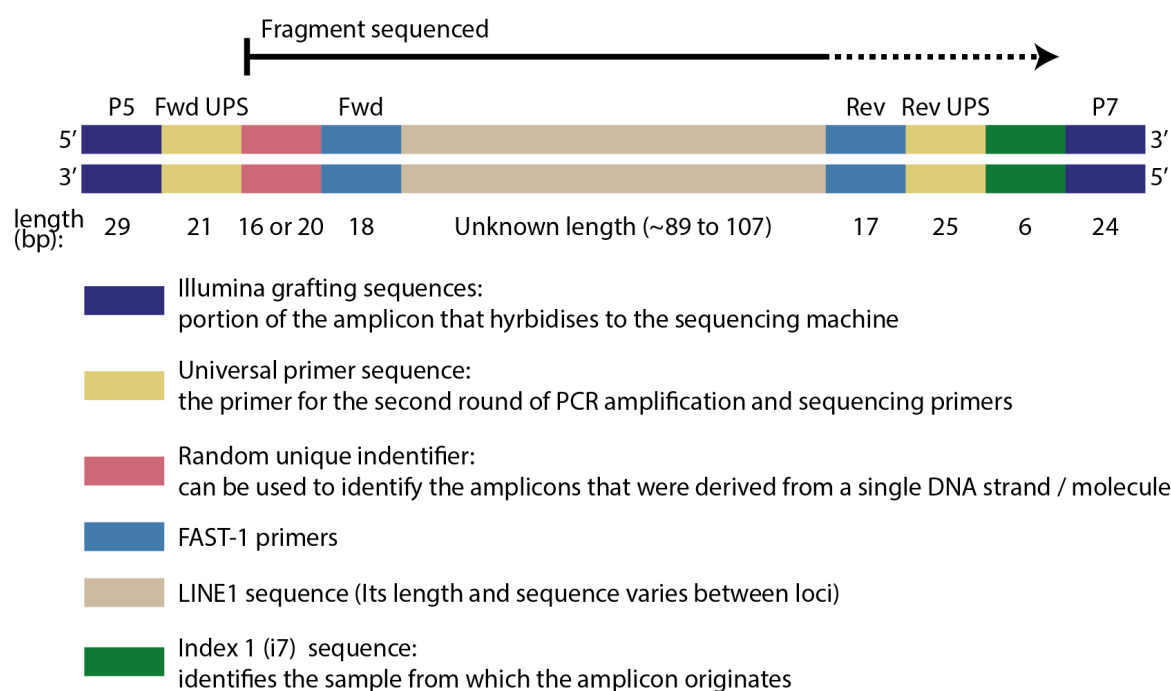 Fragment sequenced
P5 Fwd UPS Fwd Rev Rev UPS P7
5′ 3′
3′ 5′
length (bp): 29 21 16 or 20 18 Unknown length (~89 to 107) 17 25 6 24
Illumina grafting sequences:
portion of the amplicon that hyrbidises to the sequencing machine
Universal primer sequence:
the primer for the second round of PCR amplification and sequencing primers
Random unique indentifier:
can be used to identify the amplicons that were derived from a single DNA strand / molecule
FAST-1 primers
LINE1 sequence (Its length and sequence varies between loci)
Index 1 (i7) sequence:
identifies the sample from which the amplicon originates